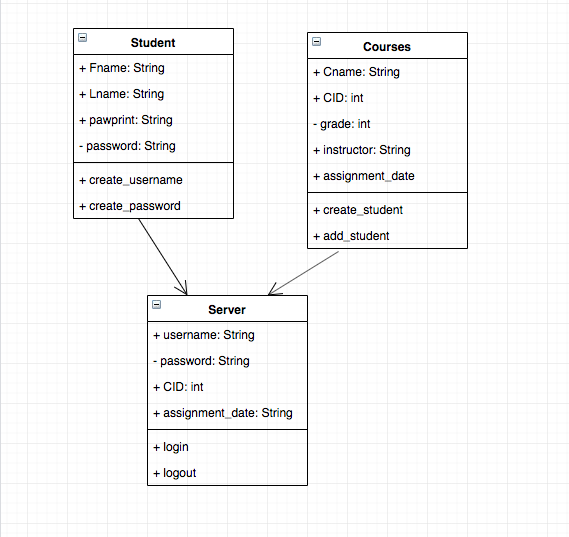 Student
+ Fname: String
+ Lname: String
+ pawprint: String
- password: String
+ create_username
+ create_password
Courses
+ Cname: String
+ CID: int
- grade: int
+ instructor: String
+ assignment_date
+ create_student
+ add_student
Server
+ username: String
- password: String
+ CID: int
+ assignment_date: String
+ login
+ logout